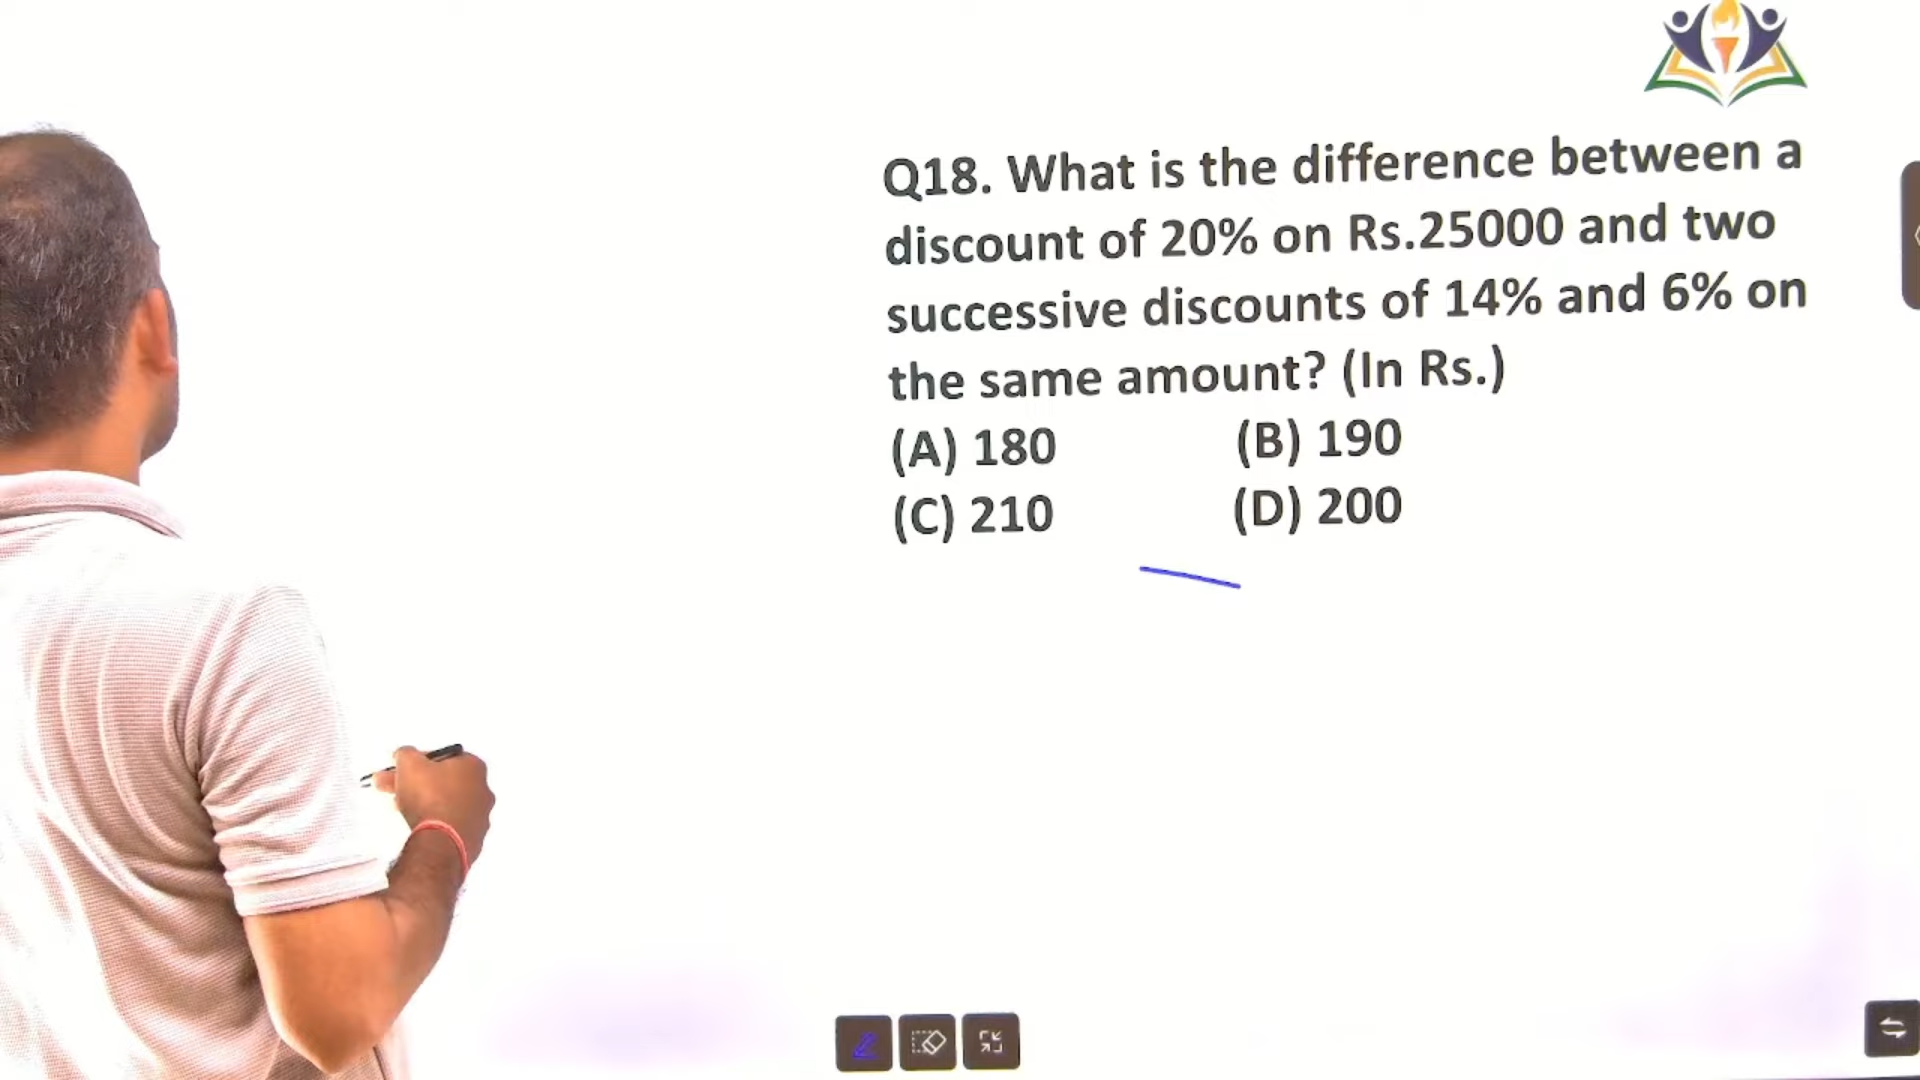 Q18. What is the difference between a
discount of 20% on Rs.25000 and two
successive discounts of 14% and 6% on
the same amount? (In Rs.)
(A) 180 (B) 190
(C) 210 (D) 200